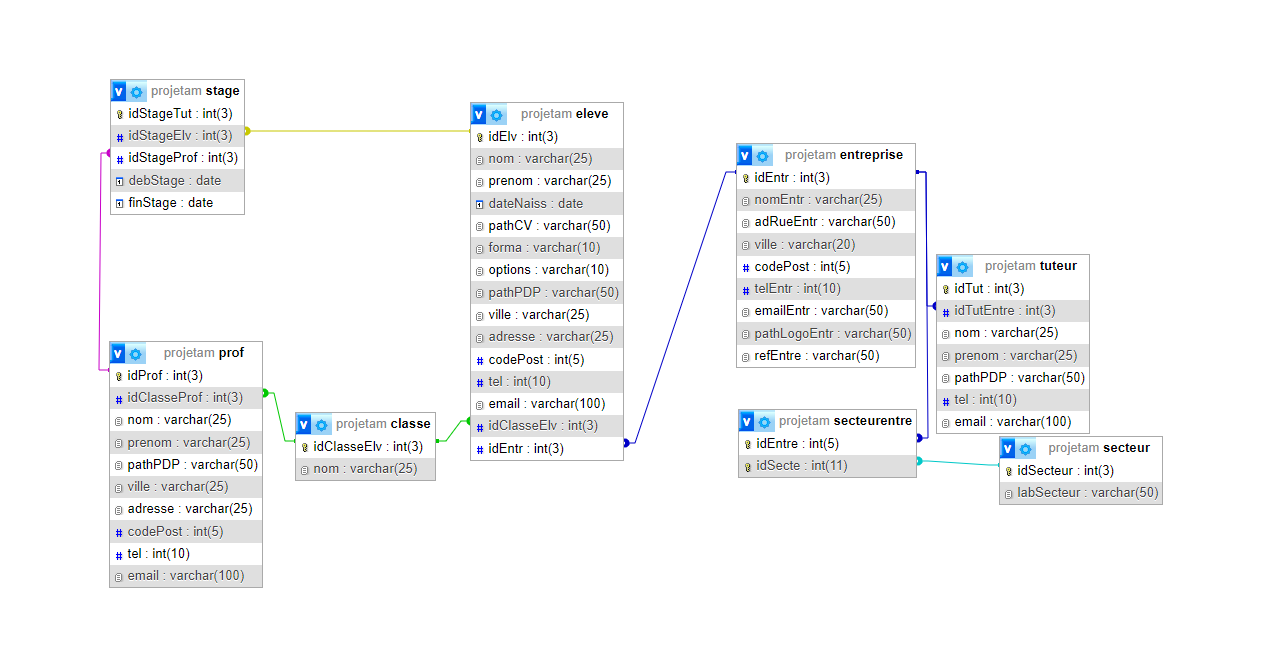 projetam stage
idStageTut : int(3)
idStageElv : int(3)
idStageProf : int(3)
debStage : date
finStage : date
projetam eleve
idElv : int(3)
nom : varchar(25)
prenom : varchar(25)
dateNaiss : date
pathCV : varchar(50)
forma : varchar(10)
options : varchar(10)
pathPDP : varchar(50)
ville : varchar(25)
adresse : varchar(25)
codePost : int(5)
tel : int(10)
email : varchar(100)
idClasseElv : int(3)
idEntr : int(3)
projetam entreprise
idEntr : int(3)
nomEntr : varchar(25)
adRueEntr : varchar(50)
ville : varchar(20)
codePost : int(5)
telEntr : int(10)
emailEntr : varchar(50)
pathLogoEntr : varchar(50)
refEntre : varchar(50)
projetam tuteur
idTut : int(3)
idTutEntre : int(3)
nom : varchar(25)
prenom : varchar(25)
pathPDP : varchar(50)
tel : int(10)
email : varchar(100)
projetam prof
idProf : int(3)
idClasseProf : int(3)
nom : varchar(25)
prenom : varchar(25)
pathPDP : varchar(50)
ville : varchar(25)
adresse : varchar(25)
codePost : int(5)
tel : int(10)
email : varchar(100)
projetam classe
idClasseElv : int(3)
nom : varchar(25)
projetam secteurentre
idEntre : int(5)
idSecte : int(11)
projetam secteur
idSecteur : int(3)
labSecteur : varchar(50)